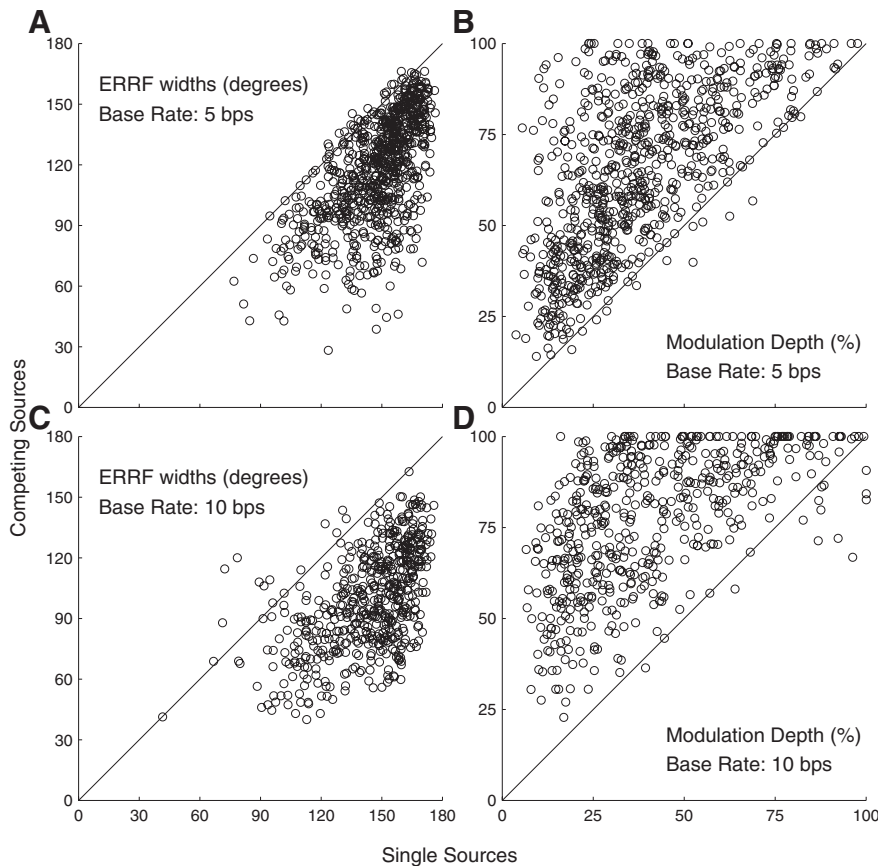 A
B
180
150
120
90
60
30
0
ERRF widths (degrees)
Base Rate: 5 bps
100
75
50
25
0
Modulation Depth (%)
Base Rate: 5 bps
Competing Sources
C
D
180
150
120
90
60
30
0
ERRF widths (degrees)
Base Rate: 10 bps
0 30 60 90 120 150 180
100
75
50
25
0
Modulation Depth (%)
Base Rate: 10 bps
0 25 50 75 100
Single Sources